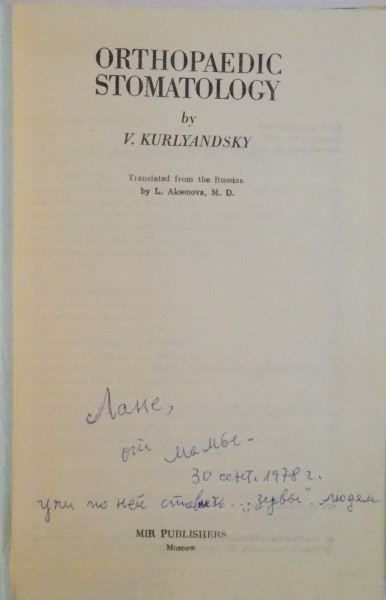 ORTHOPAEDIC
STOMATOLOGY
by
V. KURLYANDSKY
Translated from the Russian
by L. Aksenova, M. D.
Лане,
от мамы-
30 сент. 1978 г.
учи по ней ставить... "зубы" людям
MIR PUBLISHERS
Moscow